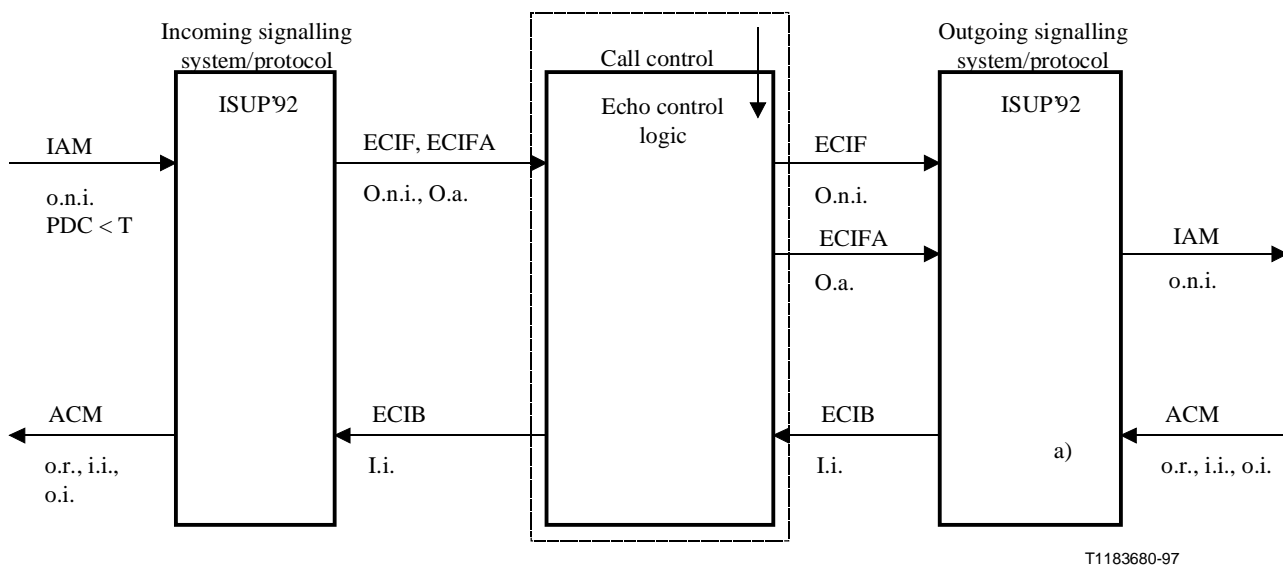 Incoming signalling
system/protocol
ISUP'92
Call control
Echo control
logic
Outgoing signalling
system/protocol
ISUP'92
IAM
o.n.i.
PDC < T
ECIF, ECIFA
O.n.i., O.a.
ECIF
O.n.i.
ECIFA
O.a.
IAM
o.n.i.
ACM
o.r., i.i.,
o.i.
ECIB
I.i.
ECIB
I.i.
a)
ACM
o.r., i.i., o.i.
T1183680-97